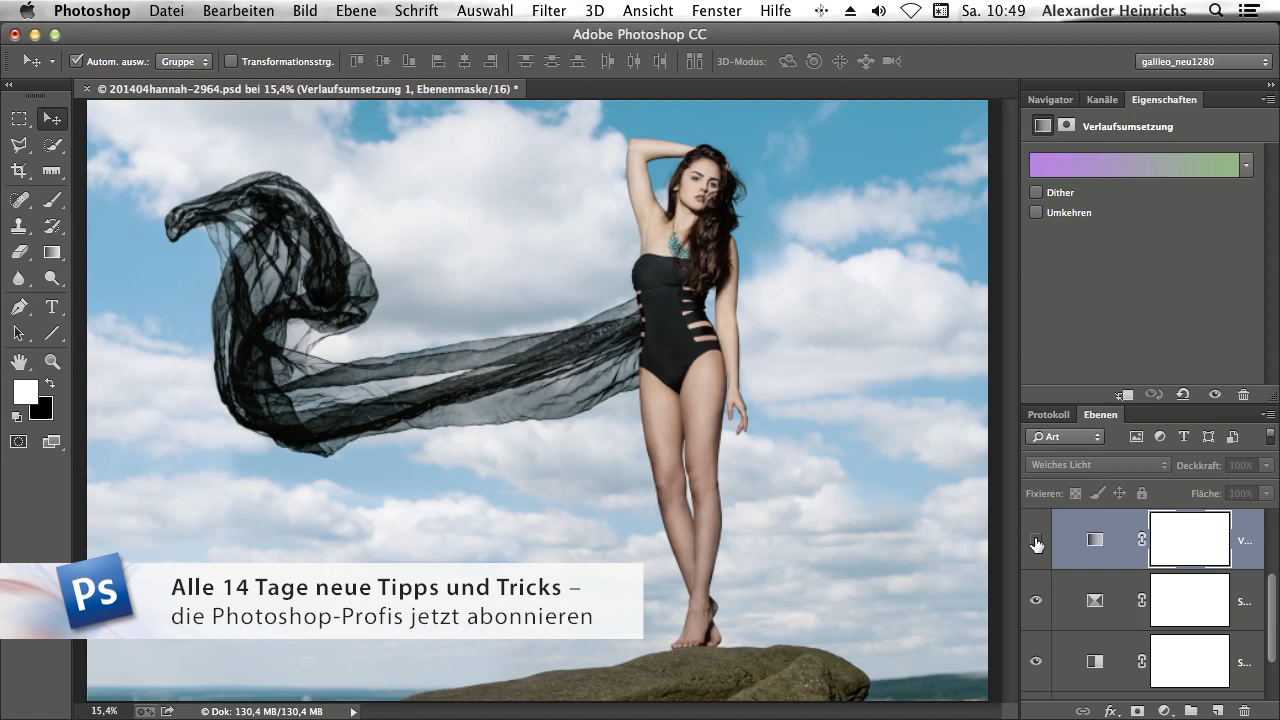 Photoshop Datei Bearbeiten Bild Ebene Schrift Auswahl Filter 3D Ansicht Fenster Hilfe Sa. 10:49 Alexander Heinrichs
Adobe Photoshop CC
Autom. ausw.: Gruppe Transformationsstrg. 3D-Modus: galileo_neu1280
× © 201404hannah-2964.psd bei 15,4% (Verlaufsumsetzung 1, Ebenenmaske/16) *
Navigator Kanäle Eigenschaften
Verlaufsumsetzung
Dither
Umkehren
Protokoll Ebenen
Art
Weiches Licht Deckkraft: 100%
Fixieren: Fläche: 100%
V...
S...
S...
Ps
Alle 14 Tage neue Tipps und Tricks –
die Photoshop-Profis jetzt abonnieren
15,4% © Dok: 130,4 MB/130,4 MB